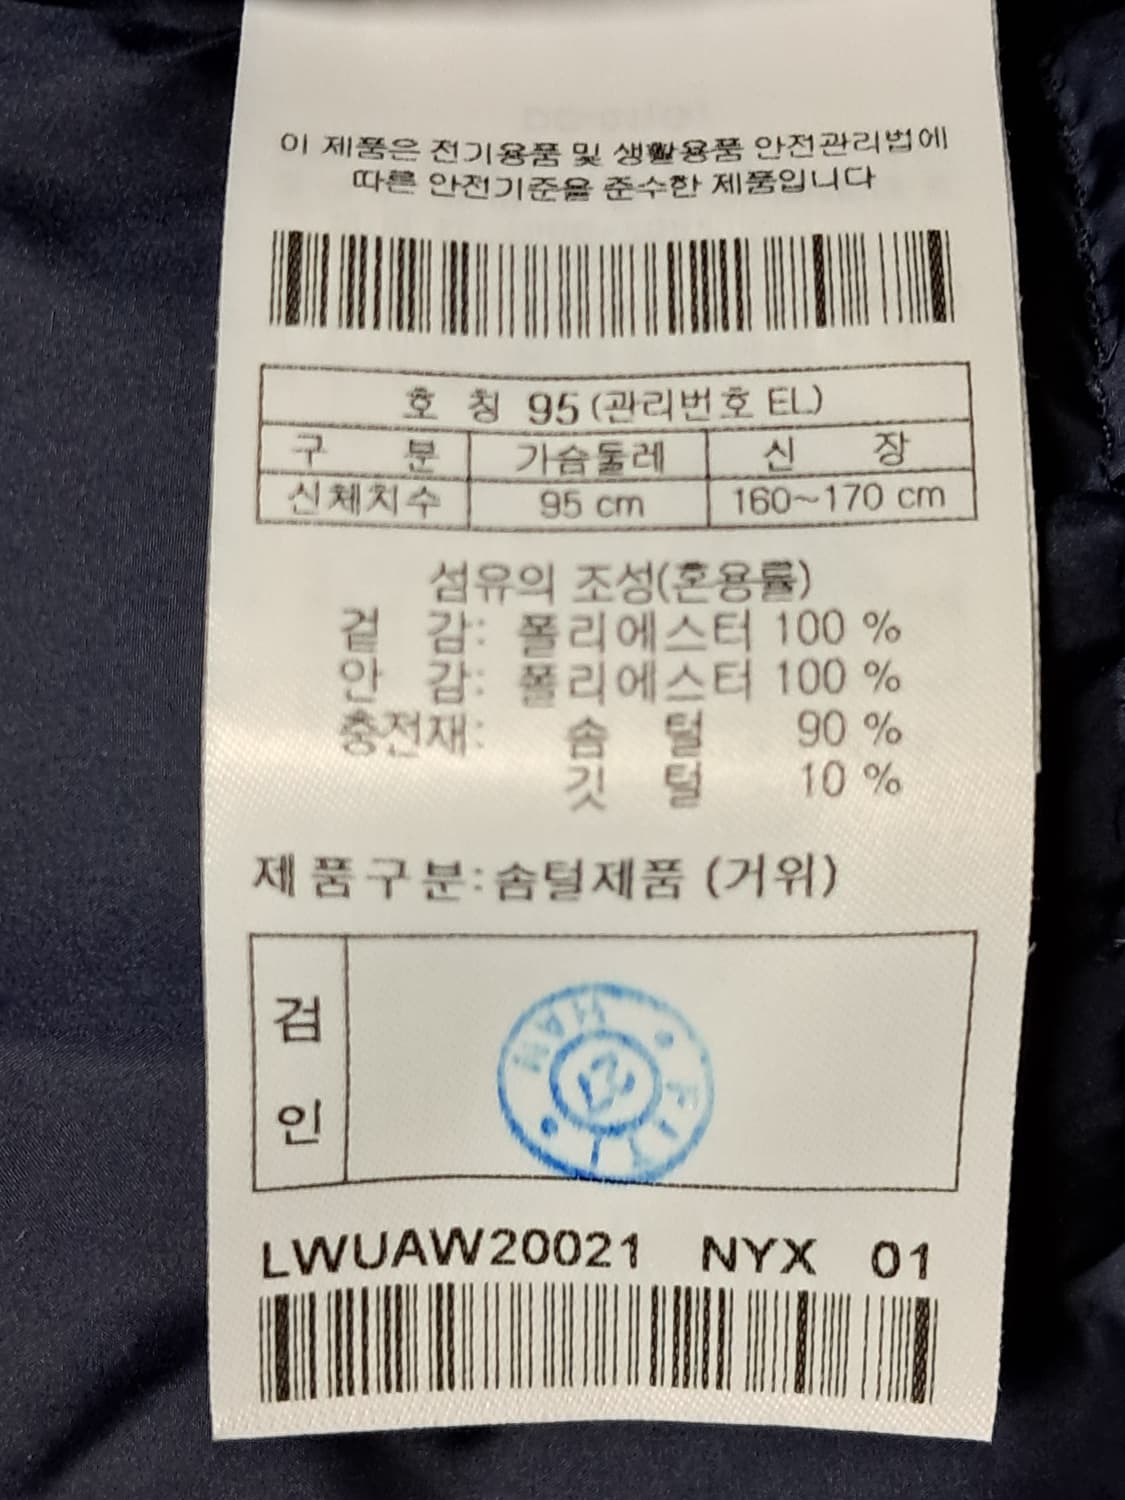 이 제품은 전기용품 및 생활용품 안전관리법에
따른 안전기준을 준수한 제품입니다
호 칭 95 (관리번호 EL)
구 분 가슴둘레 신 장
신체치수 95 cm 160~170 cm
섬유의 조성(혼용률)
겉 감: 폴리에스터 100 %
안 감: 폴리에스터 100 %
충전재: 솜 털 90 %
깃 털 10 %
제품구분: 솜털제품 (거위)
검
인
LWUAW20021 NYX 01